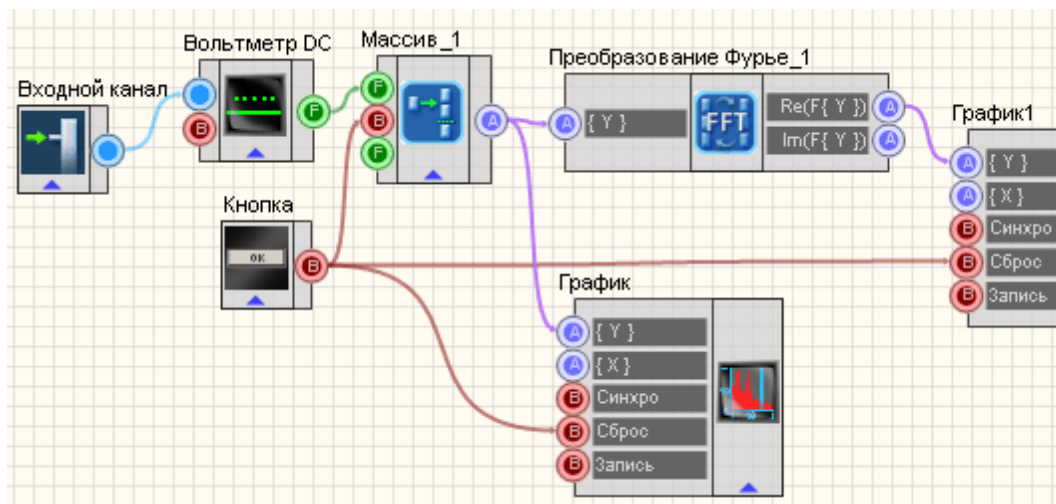 Входной канал
Вольтметр DC
B
F
Массив_1
F
B
F
A
Преобразование Фурье_1
A
{ Y }
FFT
Re(F{ Y })
A
Im(F{ Y })
A
Кнопка
OK
B
График
A
{ Y }
A
{ X }
B
Синхро
B
Сброс
B
Запись
График1
A
{ Y }
A
{ X }
B
Синхро
B
Сброс
B
Запись